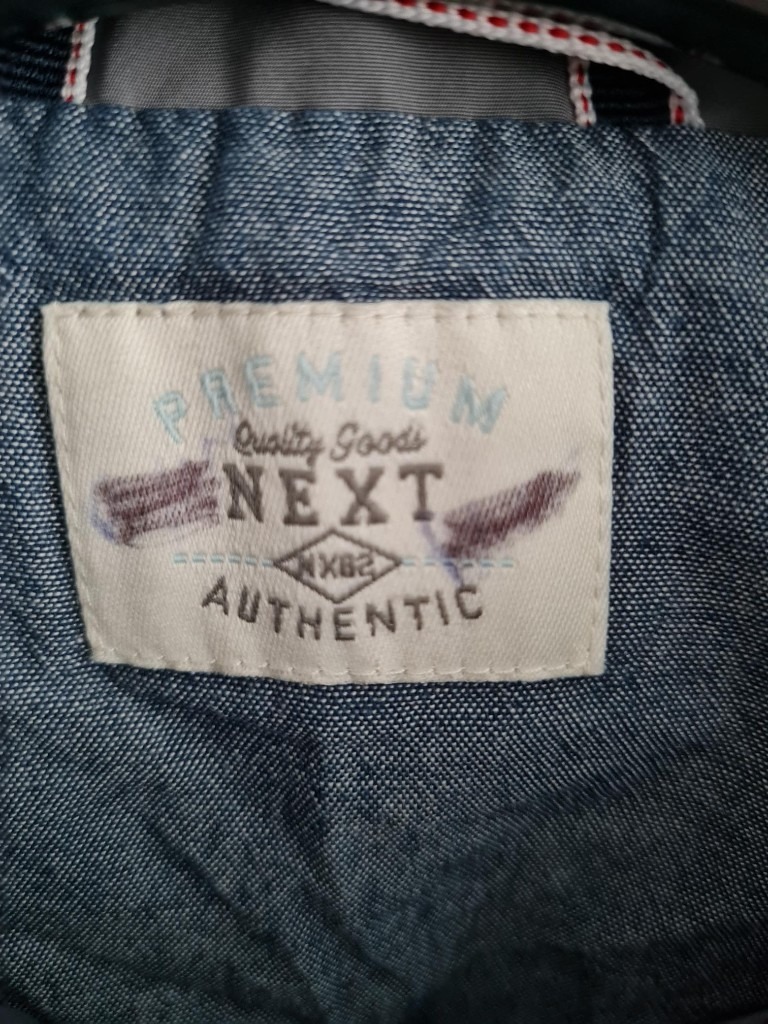 PREMIUM
Quality Goods
NEXT
NX82
AUTHENTIC